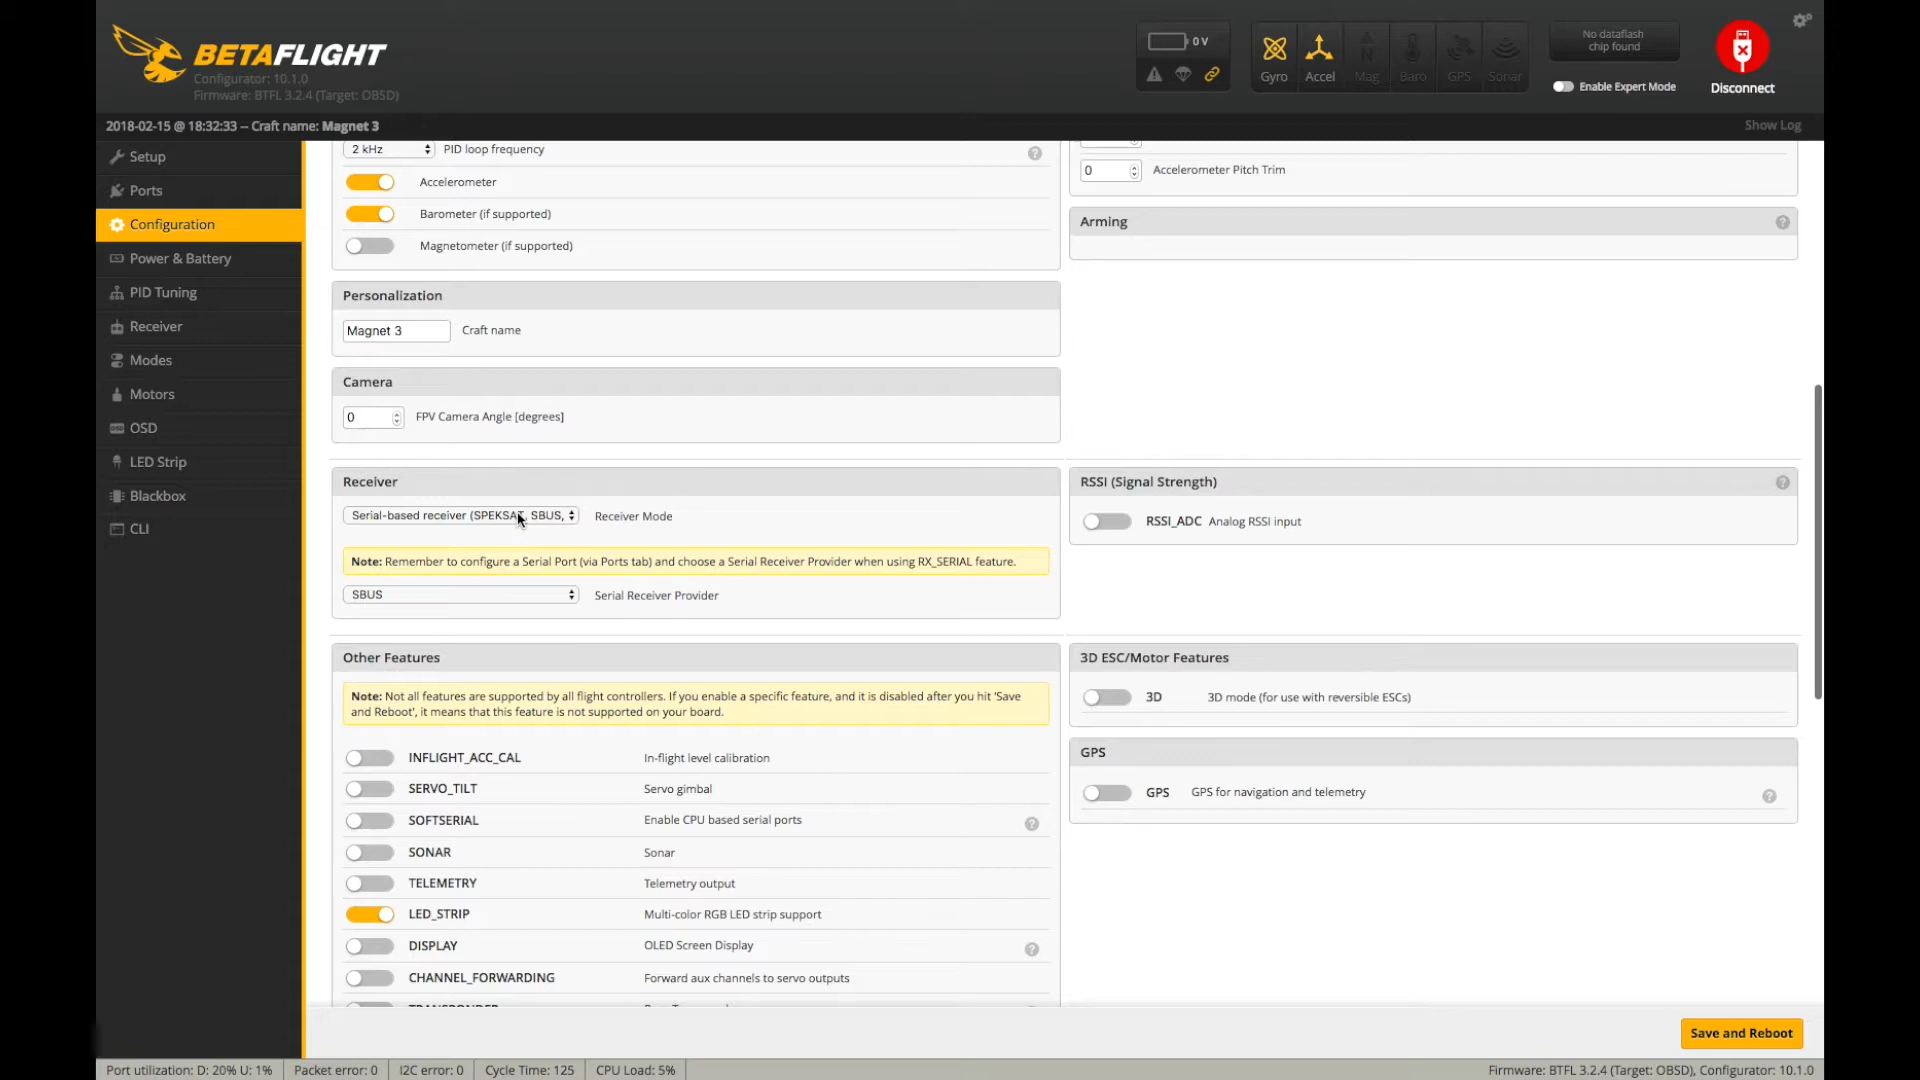 BETAFLIGHT
Configurator: 10.1.0
Firmware: BTFL 3.2.4 (Target: OBSD)
0 V
Gyro
Accel
Mag
Baro
GPS
Sonar
No dataflash
chip found
Enable Expert Mode
Disconnect
2018-02-15 @ 18:32:33 -- Craft name: Magnet 3
Show Log
Setup
Ports
Configuration
Power & Battery
PID Tuning
Receiver
Modes
Motors
OSD
LED Strip
Blackbox
CLI
2 kHz PID loop frequency
Accelerometer
Barometer (if supported)
Magnetometer (if supported)
0 Accelerometer Pitch Trim
Arming
Personalization
Magnet 3 Craft name
Camera
0 FPV Camera Angle [degrees]
Receiver
Serial-based receiver (SPEKSAT, SBUS, Receiver Mode
Note: Remember to configure a Serial Port (via Ports tab) and choose a Serial Receiver Provider when using RX_SERIAL feature.
SBUS Serial Receiver Provider
RSSI (Signal Strength)
RSSI_ADC Analog RSSI input
Other Features
Note: Not all features are supported by all flight controllers. If you enable a specific feature, and it is disabled after you hit 'Save
and Reboot', it means that this feature is not supported on your board.
INFLIGHT_ACC_CAL In-flight level calibration
SERVO_TILT Servo gimbal
SOFTSERIAL Enable CPU based serial ports
SONAR Sonar
TELEMETRY Telemetry output
LED_STRIP Multi-color RGB LED strip support
DISPLAY OLED Screen Display
CHANNEL_FORWARDING Forward aux channels to servo outputs
3D ESC/Motor Features
3D 3D mode (for use with reversible ESCs)
GPS
GPS GPS for navigation and telemetry
Save and Reboot
Port utilization: D: 20% U: 1% Packet error: 0 I2C error: 0 Cycle Time: 125 CPU Load: 5% Firmware: BTFL 3.2.4 (Target: OBSD), Configurator: 10.1.0